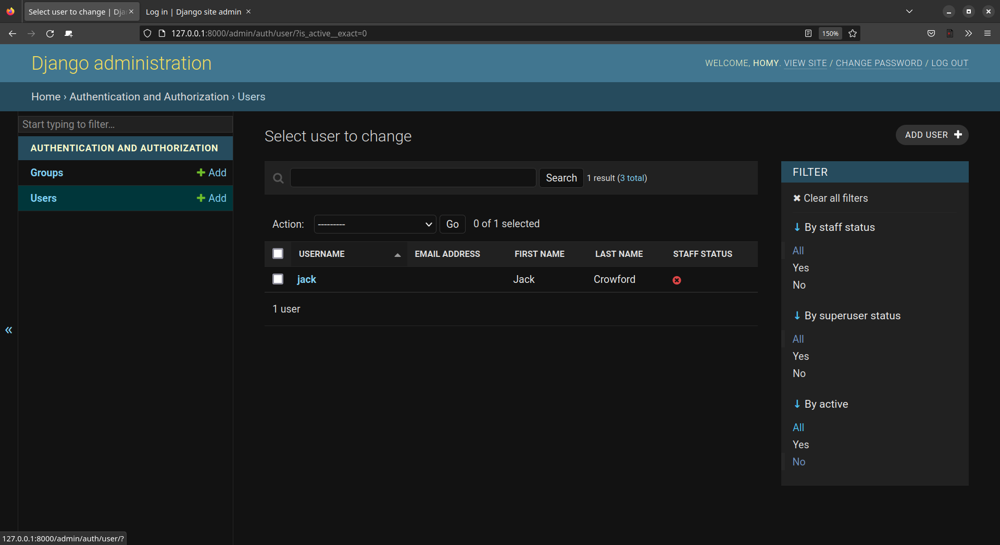 Select user to change | Dja
Log in | Django site admin
127.0.0.1:8000/admin/auth/user/?is_active__exact=0
150%
Django administration
WELCOME, HOMY. VIEW SITE / CHANGE PASSWORD / LOG OUT
Home › Authentication and Authorization › Users
Start typing to filter...
AUTHENTICATION AND AUTHORIZATION
Groups + Add
Users + Add
«
Select user to change
ADD USER +
Search 1 result (3 total)
Action: --------- Go 0 of 1 selected
USERNAME EMAIL ADDRESS FIRST NAME LAST NAME STAFF STATUS
jack Jack Crowford
1 user
FILTER
✖ Clear all filters
↓ By staff status
All
Yes
No
↓ By superuser status
All
Yes
No
↓ By active
All
Yes
No
127.0.0.1:8000/admin/auth/user/?